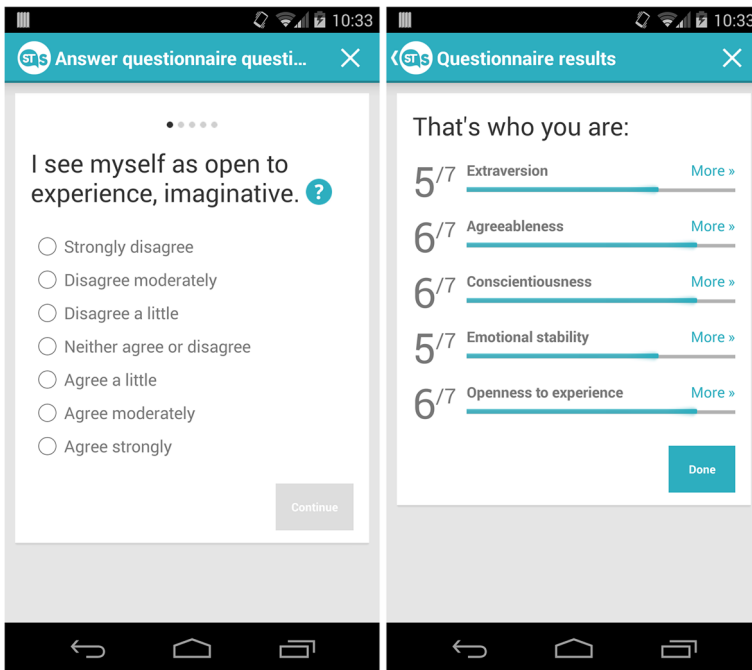 10:33
STS Answer questionnaire questi...
I see myself as open to
experience, imaginative. ?
Strongly disagree
Disagree moderately
Disagree a little
Neither agree or disagree
Agree a little
Agree moderately
Agree strongly
Continue
10:33
STS Questionnaire results
That's who you are:
5/7 Extraversion More »
6/7 Agreeableness More »
6/7 Conscientiousness More »
5/7 Emotional stability More »
6/7 Openness to experience More »
Done